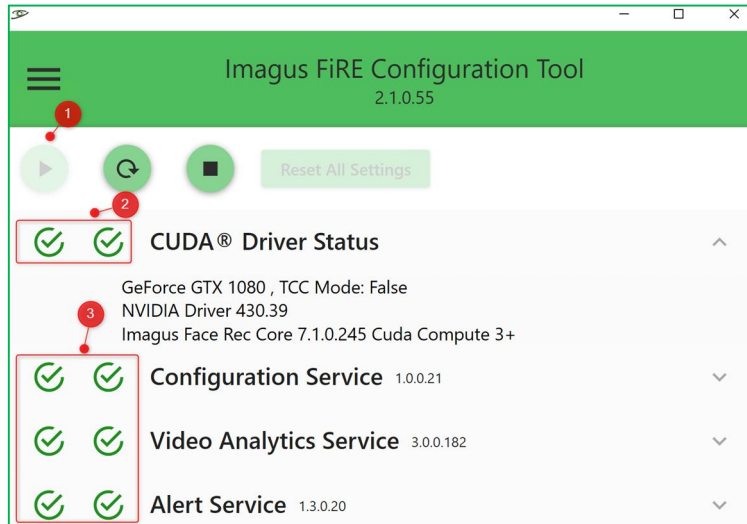 Imagus FiRE Configuration Tool
2.1.0.55
1
Reset All Settings
2
CUDA® Driver Status
GeForce GTX 1080 , TCC Mode: False
NVIDIA Driver 430.39
3
Imagus Face Rec Core 7.1.0.245 Cuda Compute 3+
Configuration Service 1.0.0.21
Video Analytics Service 3.0.0.182
Alert Service 1.3.0.20